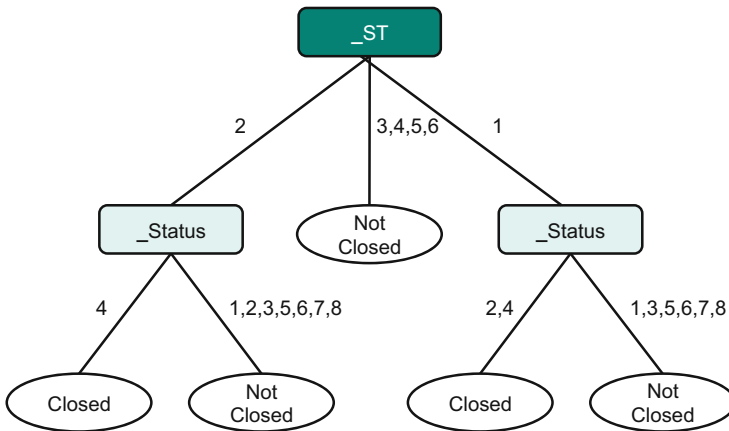 _ST
2
3,4,5,6
1
_Status
Not
Closed
_Status
4
1,2,3,5,6,7,8
2,4
1,3,5,6,7,8
Closed
Not
Closed
Closed
Not
Closed